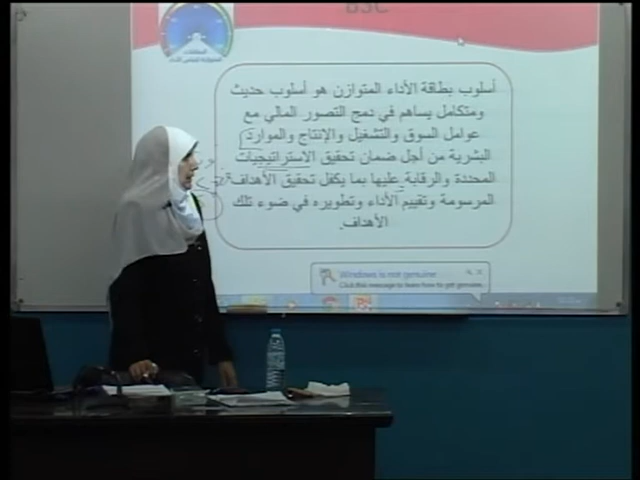 BSC
أسلوب بطاقة الأداء المتوازن هو أسلوب حديث
ومتكامل يساهم في دمج التصور المالي مع
عوامل السوق والتشغيل والإنتاج والموارد
البشرية من أجل ضمان تحقيق الاستراتيجيات
المحددة والرقابة عليها بما يكفل تحقيق الأهداف
المرسومة وتقييم الأداء وتطويره في ضوء تلك
الأهداف.
Windows is not genuine
Click this message to learn how to get genuine.